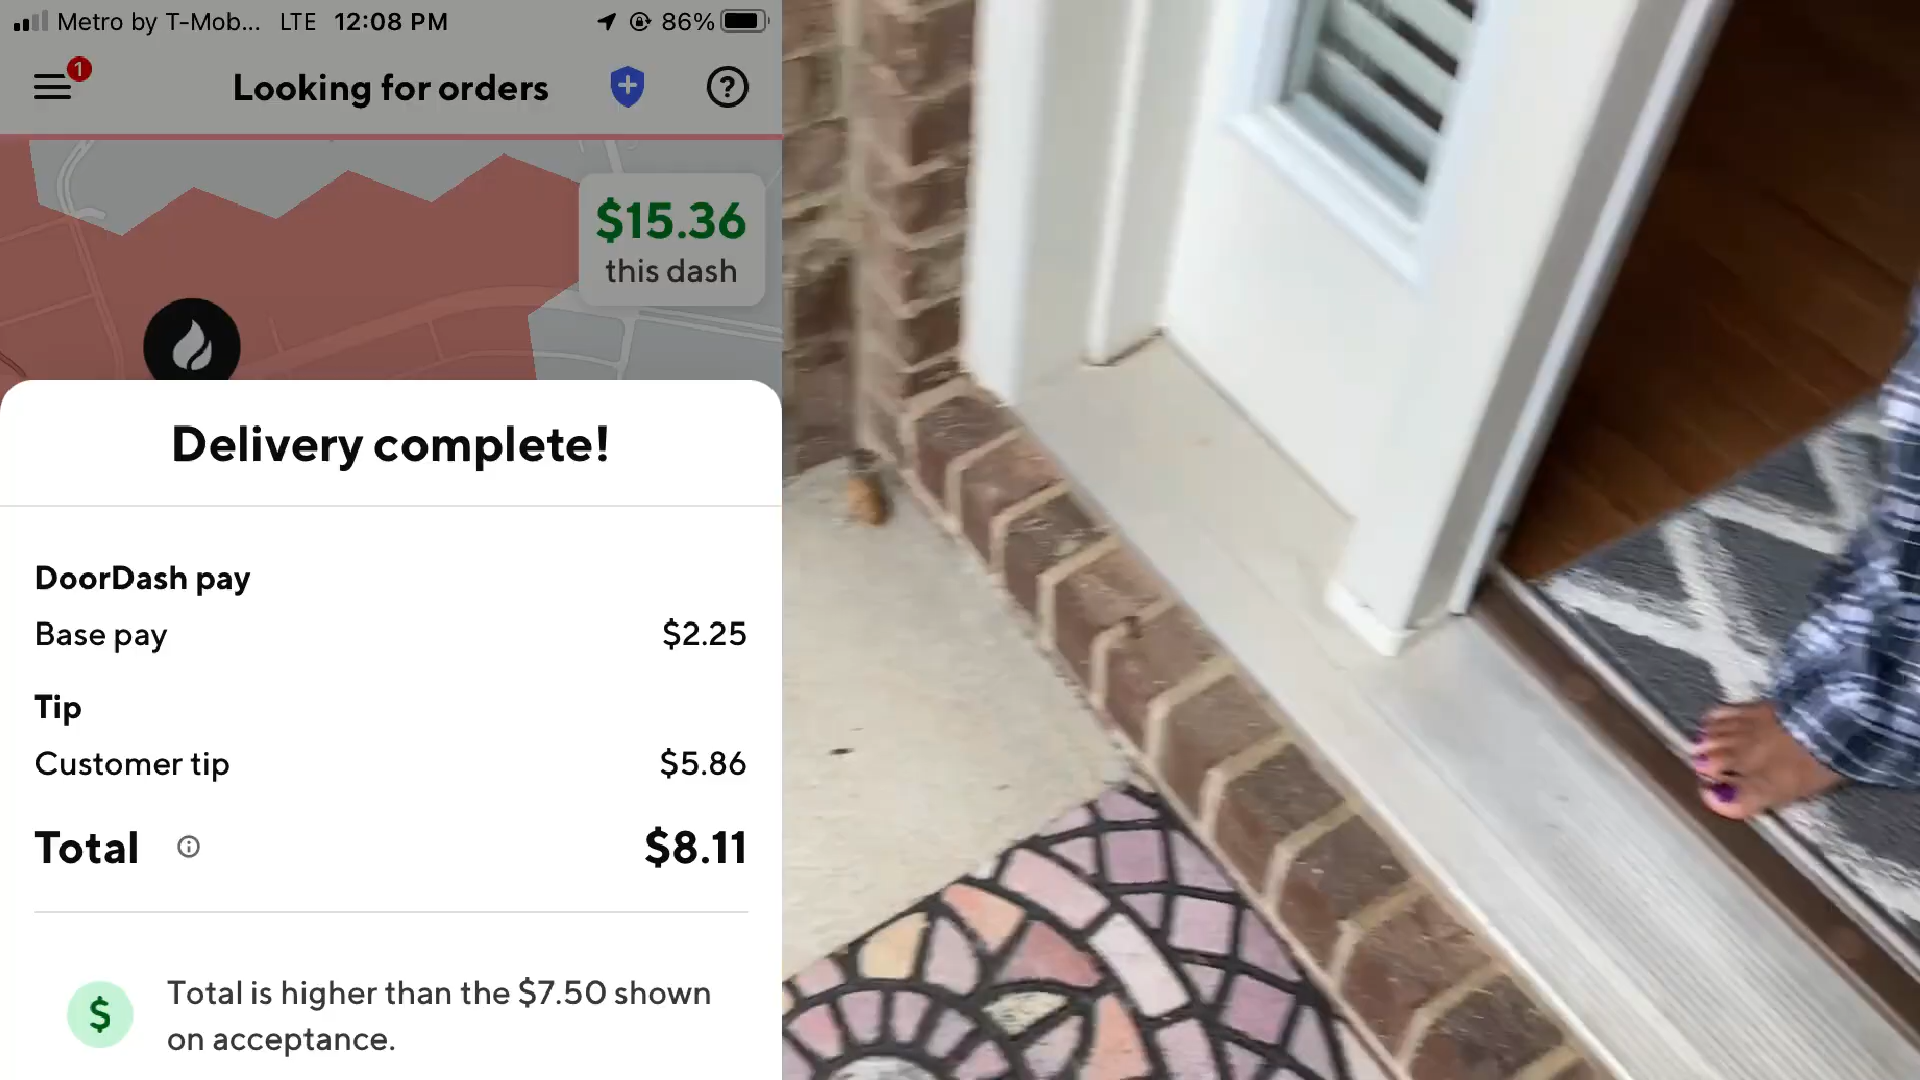 Metro by T-Mob... LTE 12:08 PM 86%
1
Looking for orders
?
$15.36
this dash
Delivery complete!
DoorDash pay
Base pay $2.25
Tip
Customer tip $5.86
Total $8.11
$ Total is higher than the $7.50 shown
on acceptance.